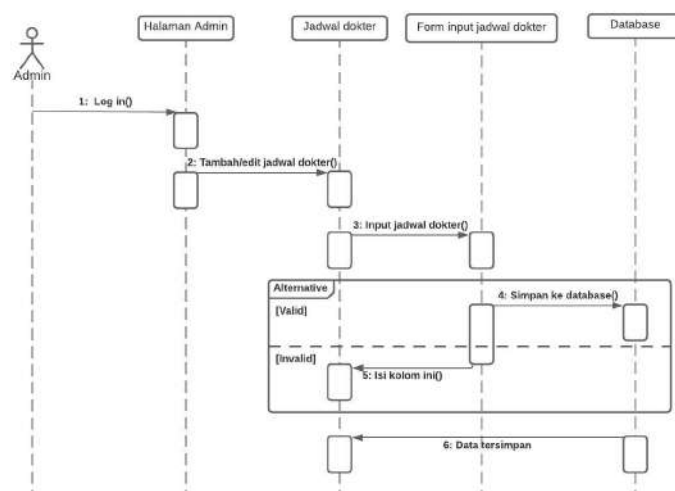 Halaman Admin
Jadwal dokter
Form input jadwal dokter
Database
Admin
1: Log in()
2: Tambah/edit jadwal dokter()
3: Input jadwal dokter()
Alternative
4: Simpan ke database()
[Valid]
[Invalid]
5: Isi kolom ini()
6: Data tersimpan